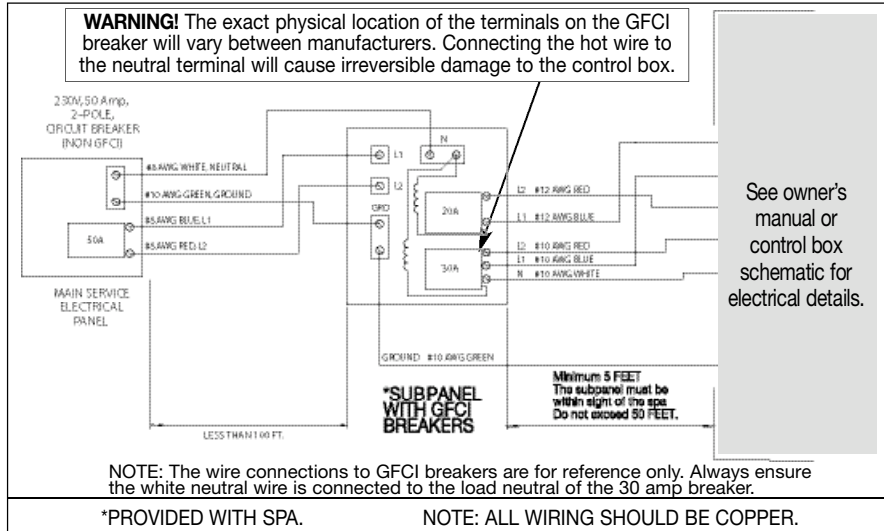 WARNING! The exact physical location of the terminals on the GFCI
breaker will vary between manufacturers. Connecting the hot wire to
the neutral terminal will cause irreversible damage to the control box.
230V, 50 Amp,
2-POLE,
CIRCUIT BREAKER
(NON GFCI)
#8 AWG WHITE, NEUTRAL
#10 AWG GREEN, GROUND
AWG BLUE, L1
AWG RED, L2
50A
MAIN SERVICE
ELECTRICAL
PANEL
N
L1
L2
GRD
20A
30A
L2 #12 AWG RED
L1 #12 AWG BLUE
L2 #10 AWG RED
L1 #10 AWG BLUE
N #10 AWG WHITE
See owner's
manual or
control box
schematic for
electrical details.
GROUND #10 AWG GREEN
*SUBPANEL
WITH GFCI
BREAKERS
Minimum 5 FEET
The subpanel must be
within sight of the spa
Do not exceed 50 FEET.
LESS THAN 100 FT.
NOTE: The wire connections to GFCI breakers are for reference only. Always ensure
the white neutral wire is connected to the load neutral of the 30 amp breaker.
*PROVIDED WITH SPA. NOTE: ALL WIRING SHOULD BE COPPER.